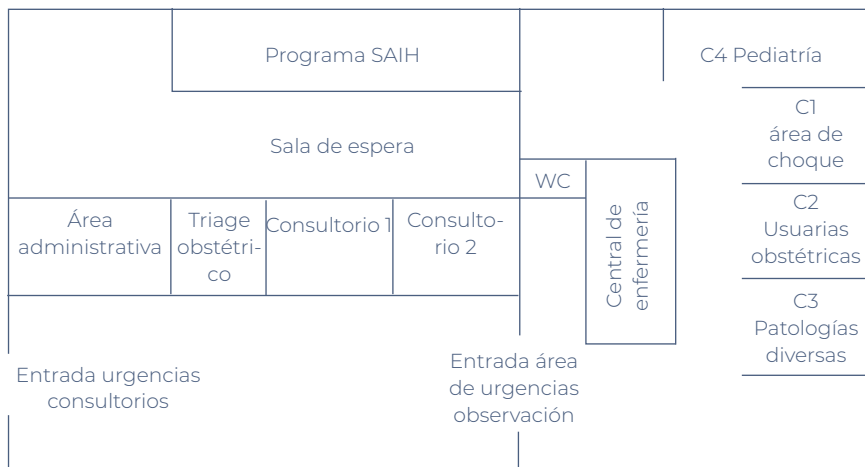 Programa SAIH
C4 Pediatría
C1
área de
choque
Sala de espera
WC
Área
administrativa
Triage
obstétri-
co
Consultorio 1
Consulto-
rio 2
Central de
enfermería
C2
Usuarias
obstétricas
C3
Patologías
diversas
Entrada urgencias
consultorios
Entrada área
de urgencias
observación